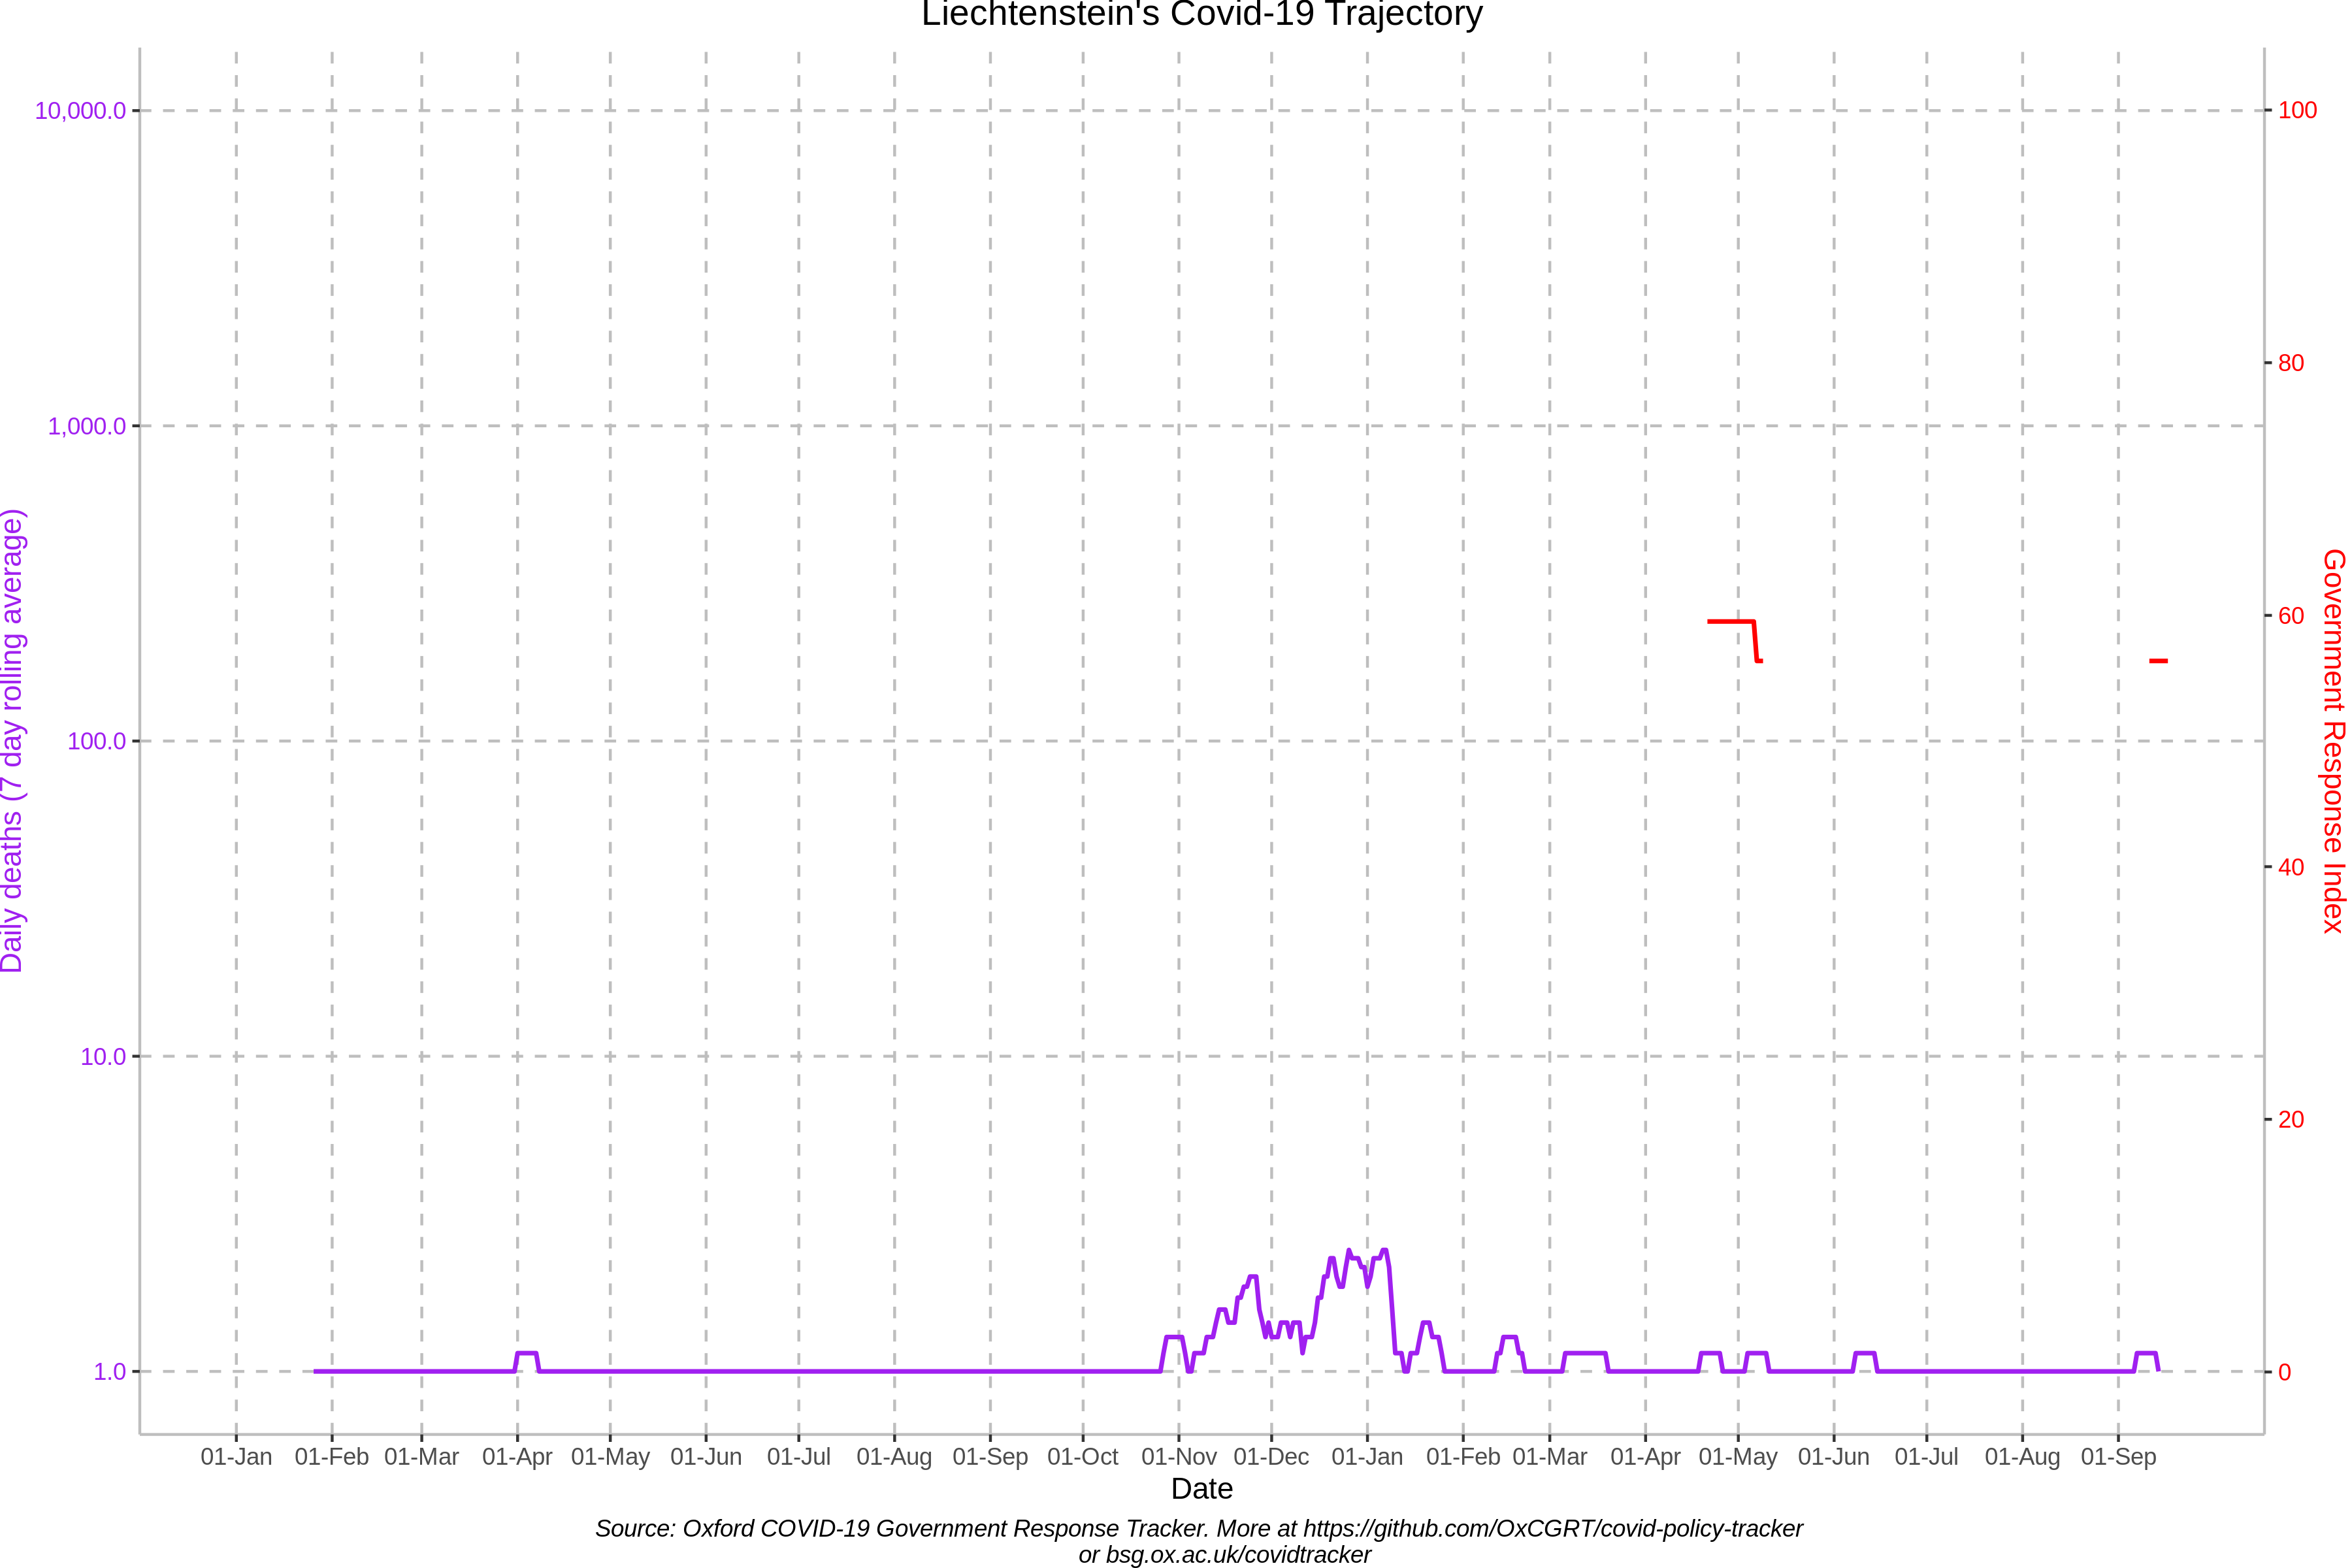 Liechtenstein's Covid-19 Trajectory
10,000.0
1,000.0
100.0
10.0
1.0
Daily deaths (7 day rolling average)
100
80
60
40
20
0
Government Response Index
01-Jan 01-Feb 01-Mar 01-Apr 01-May 01-Jun 01-Jul 01-Aug 01-Sep 01-Oct 01-Nov 01-Dec 01-Jan 01-Feb 01-Mar 01-Apr 01-May 01-Jun 01-Jul 01-Aug 01-Sep
Date
Source: Oxford COVID-19 Government Response Tracker. More at https://github.com/OxCGRT/covid-policy-tracker
or bsg.ox.ac.uk/covidtracker